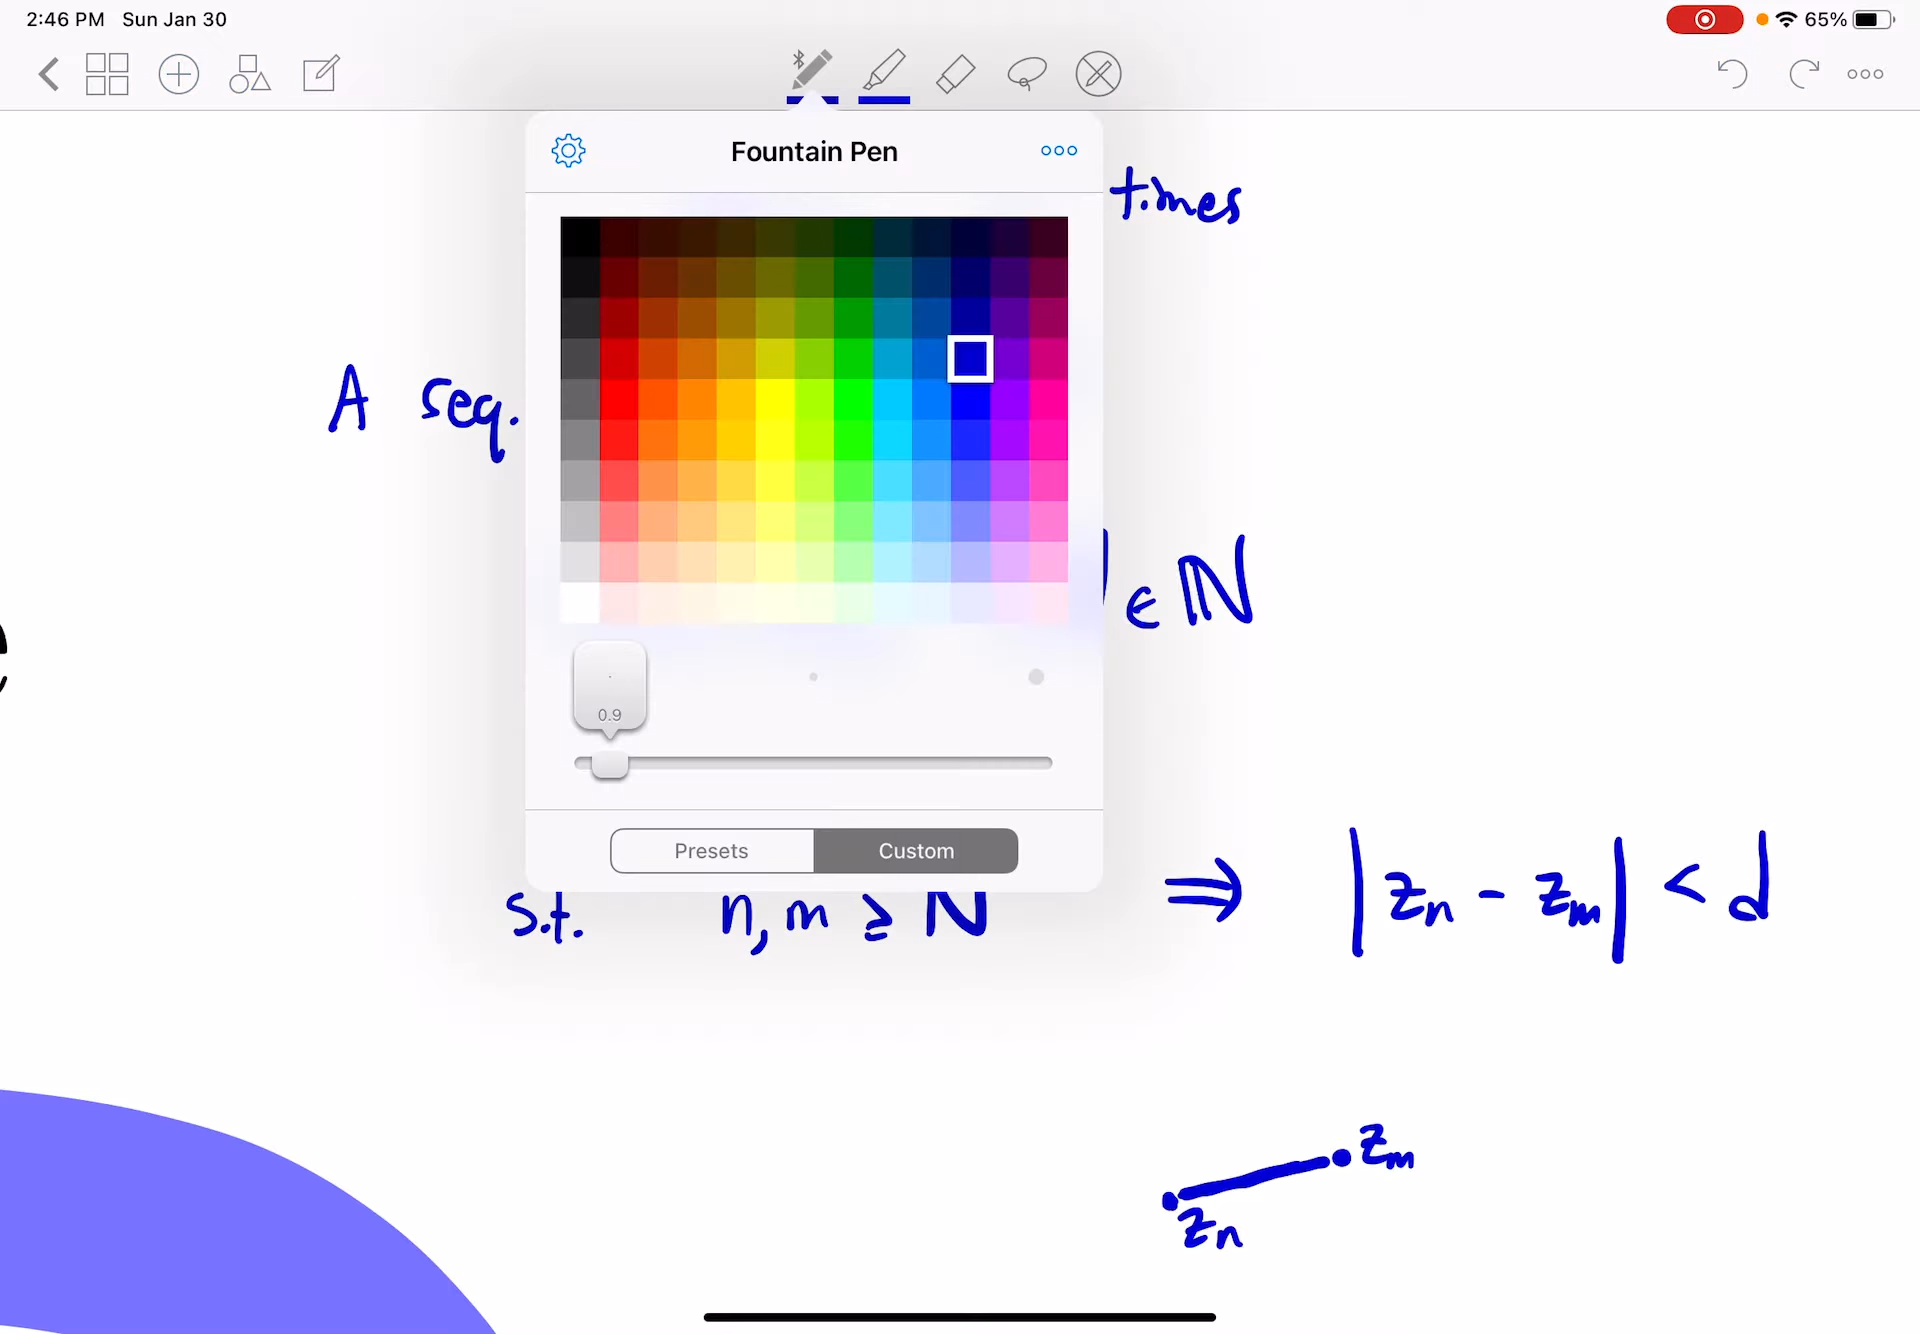 2:46 PM Sun Jan 30 65%
Fountain Pen
times
A seq.
∈ ℕ
0.9
Presets Custom
s.t. n, m ≥ N ⇒ |zₙ - zₘ| < d
zₘ
zₙ